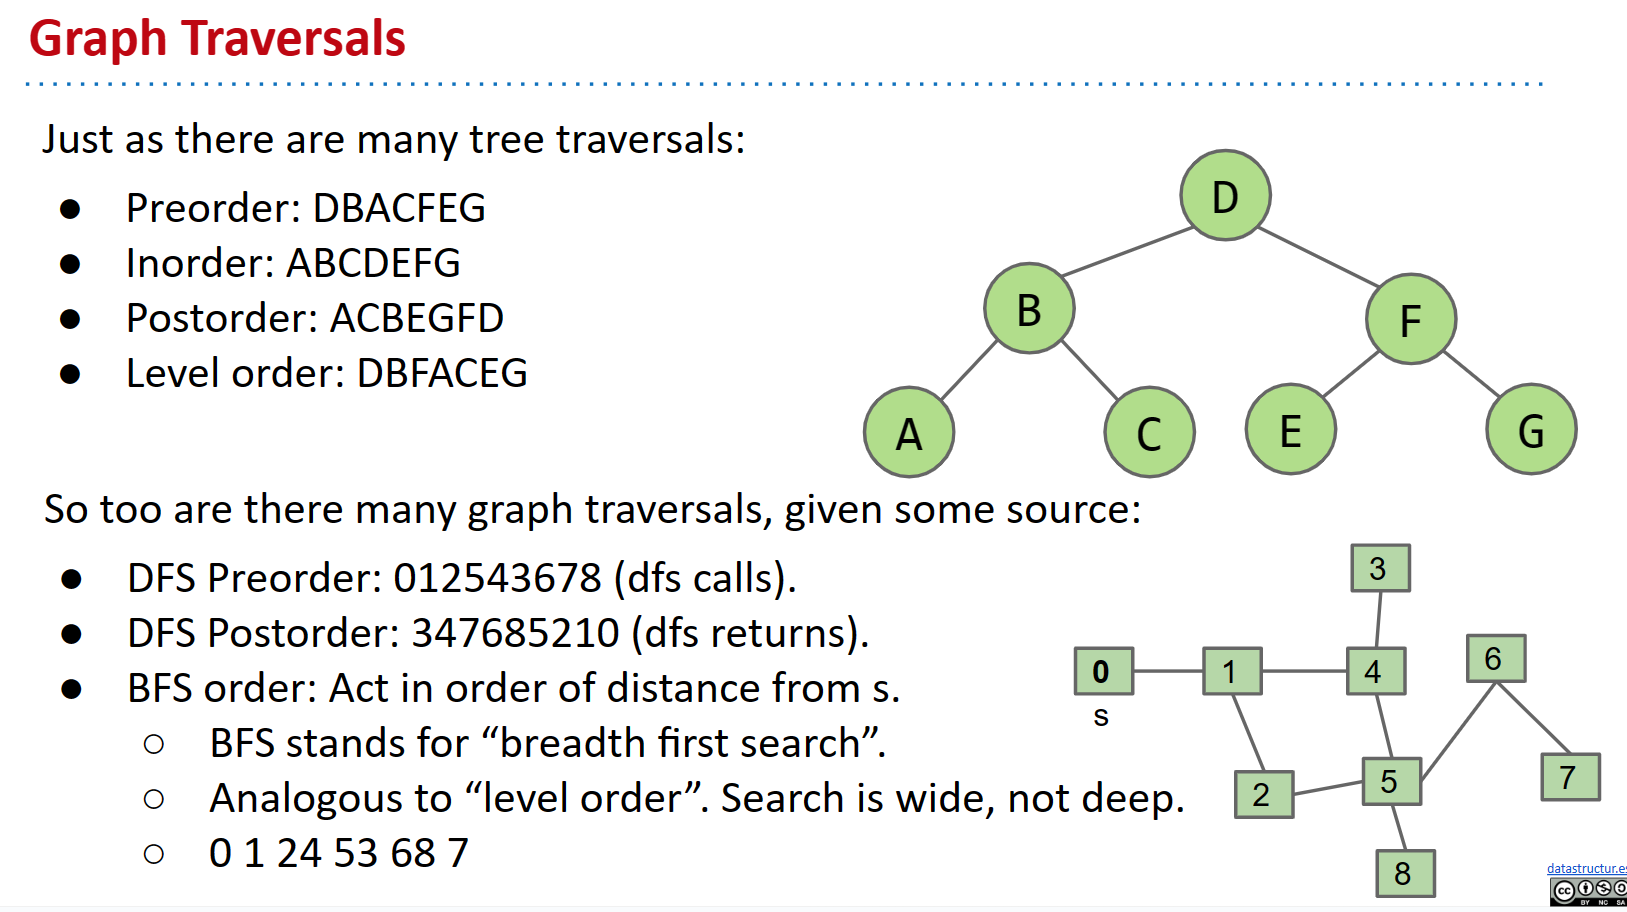 Graph Traversals
Just as there are many tree traversals:
● Preorder: DBACFEG
● Inorder: ABCDEFG
● Postorder: ACBEGFD
● Level order: DBFACEG
D
B
F
A
C
E
G
So too are there many graph traversals, given some source:
● DFS Preorder: 012543678 (dfs calls).
● DFS Postorder: 347685210 (dfs returns).
● BFS order: Act in order of distance from s.
○ BFS stands for “breadth first search”.
○ Analogous to “level order”. Search is wide, not deep.
○ 0 1 24 53 68 7
3
0
1
4
6
s
2
5
7
8
datastructur.es
cc
BY NC SA